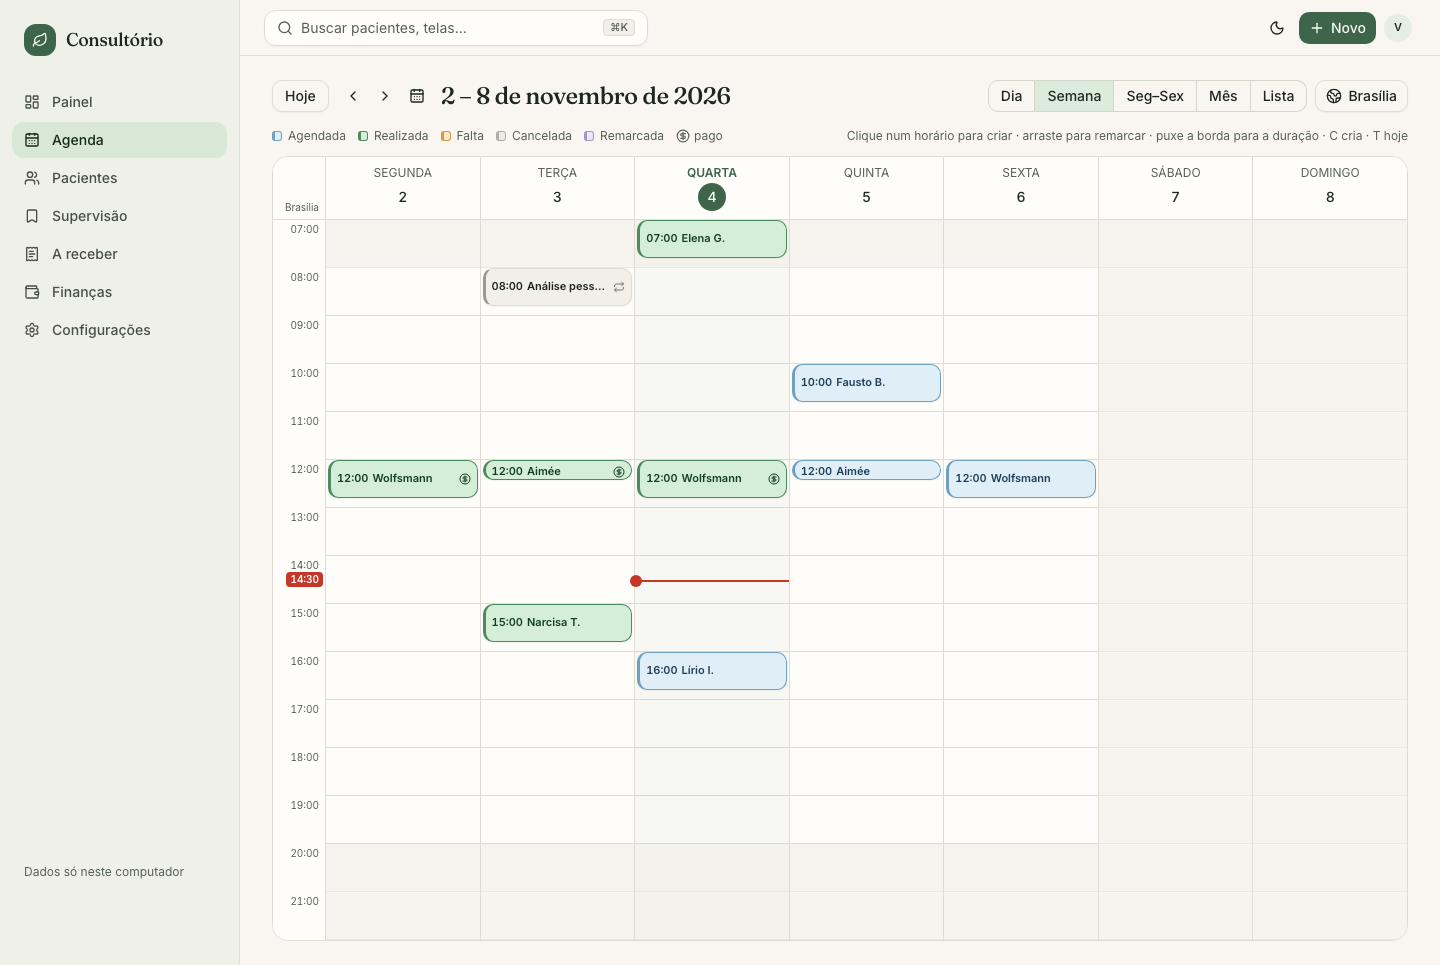 Consultório
Painel
Agenda
Pacientes
Supervisão
A receber
Finanças
Configurações
Dados só neste computador
Buscar pacientes, telas... ⌘K
Novo
V
Hoje
2 – 8 de novembro de 2026
Dia Semana Seg–Sex Mês Lista
Brasília
Agendada Realizada Falta Cancelada Remarcada pago
Clique num horário para criar · arraste para remarcar · puxe a borda para a duração · C cria · T hoje
SEGUNDA TERÇA QUARTA QUINTA SEXTA SÁBADO DOMINGO
Brasília 2 3 4 5 6 7 8
07:00 07:00 Elena G.
08:00 08:00 Análise pess...
09:00
10:00 10:00 Fausto B.
11:00
12:00 12:00 Wolfsmann 12:00 Aimée 12:00 Wolfsmann 12:00 Aimée 12:00 Wolfsmann
13:00
14:00
14:30
15:00 15:00 Narcisa T.
16:00 16:00 Lírio I.
17:00
18:00
19:00
20:00
21:00